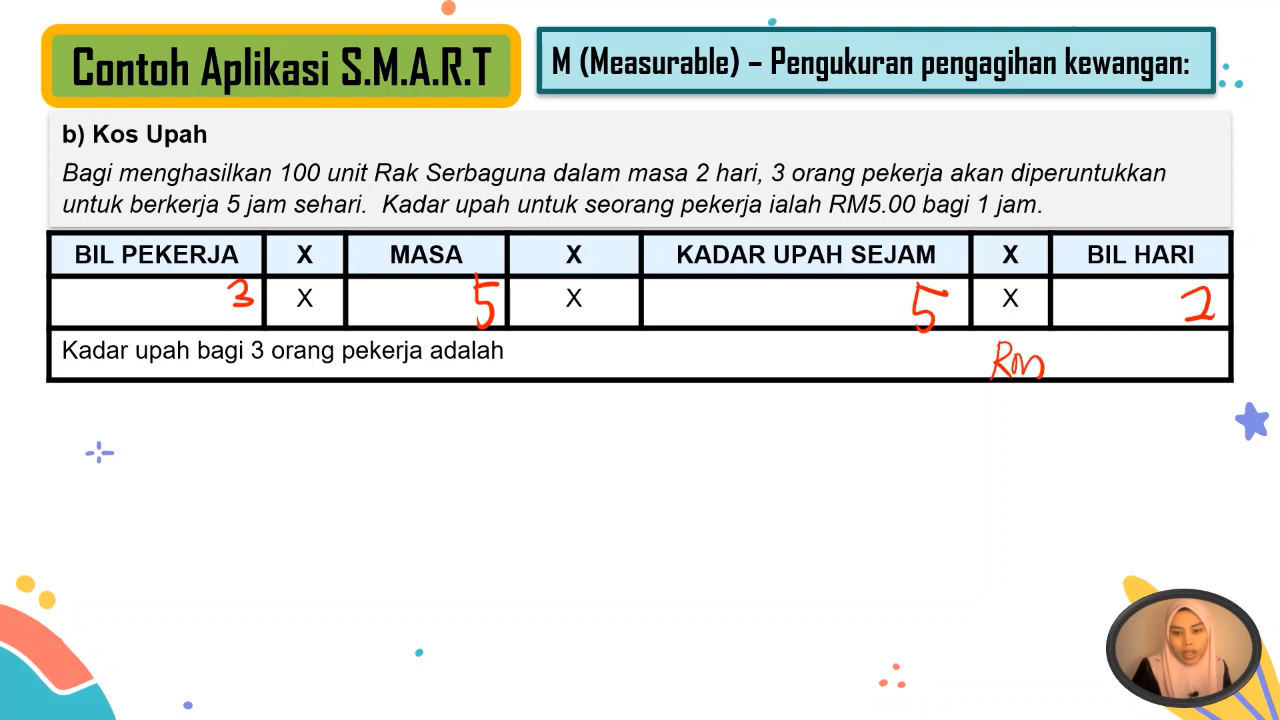 Contoh Aplikasi S.M.A.R.T
M (Measurable) – Pengukuran pengagihan kewangan:
b) Kos Upah
Bagi menghasilkan 100 unit Rak Serbaguna dalam masa 2 hari, 3 orang pekerja akan diperuntukkan
untuk berkerja 5 jam sehari. Kadar upah untuk seorang pekerja ialah RM5.00 bagi 1 jam.
BIL PEKERJA X MASA X KADAR UPAH SEJAM X BIL HARI
3 X 5 X 5 X 2
Kadar upah bagi 3 orang pekerja adalah RM